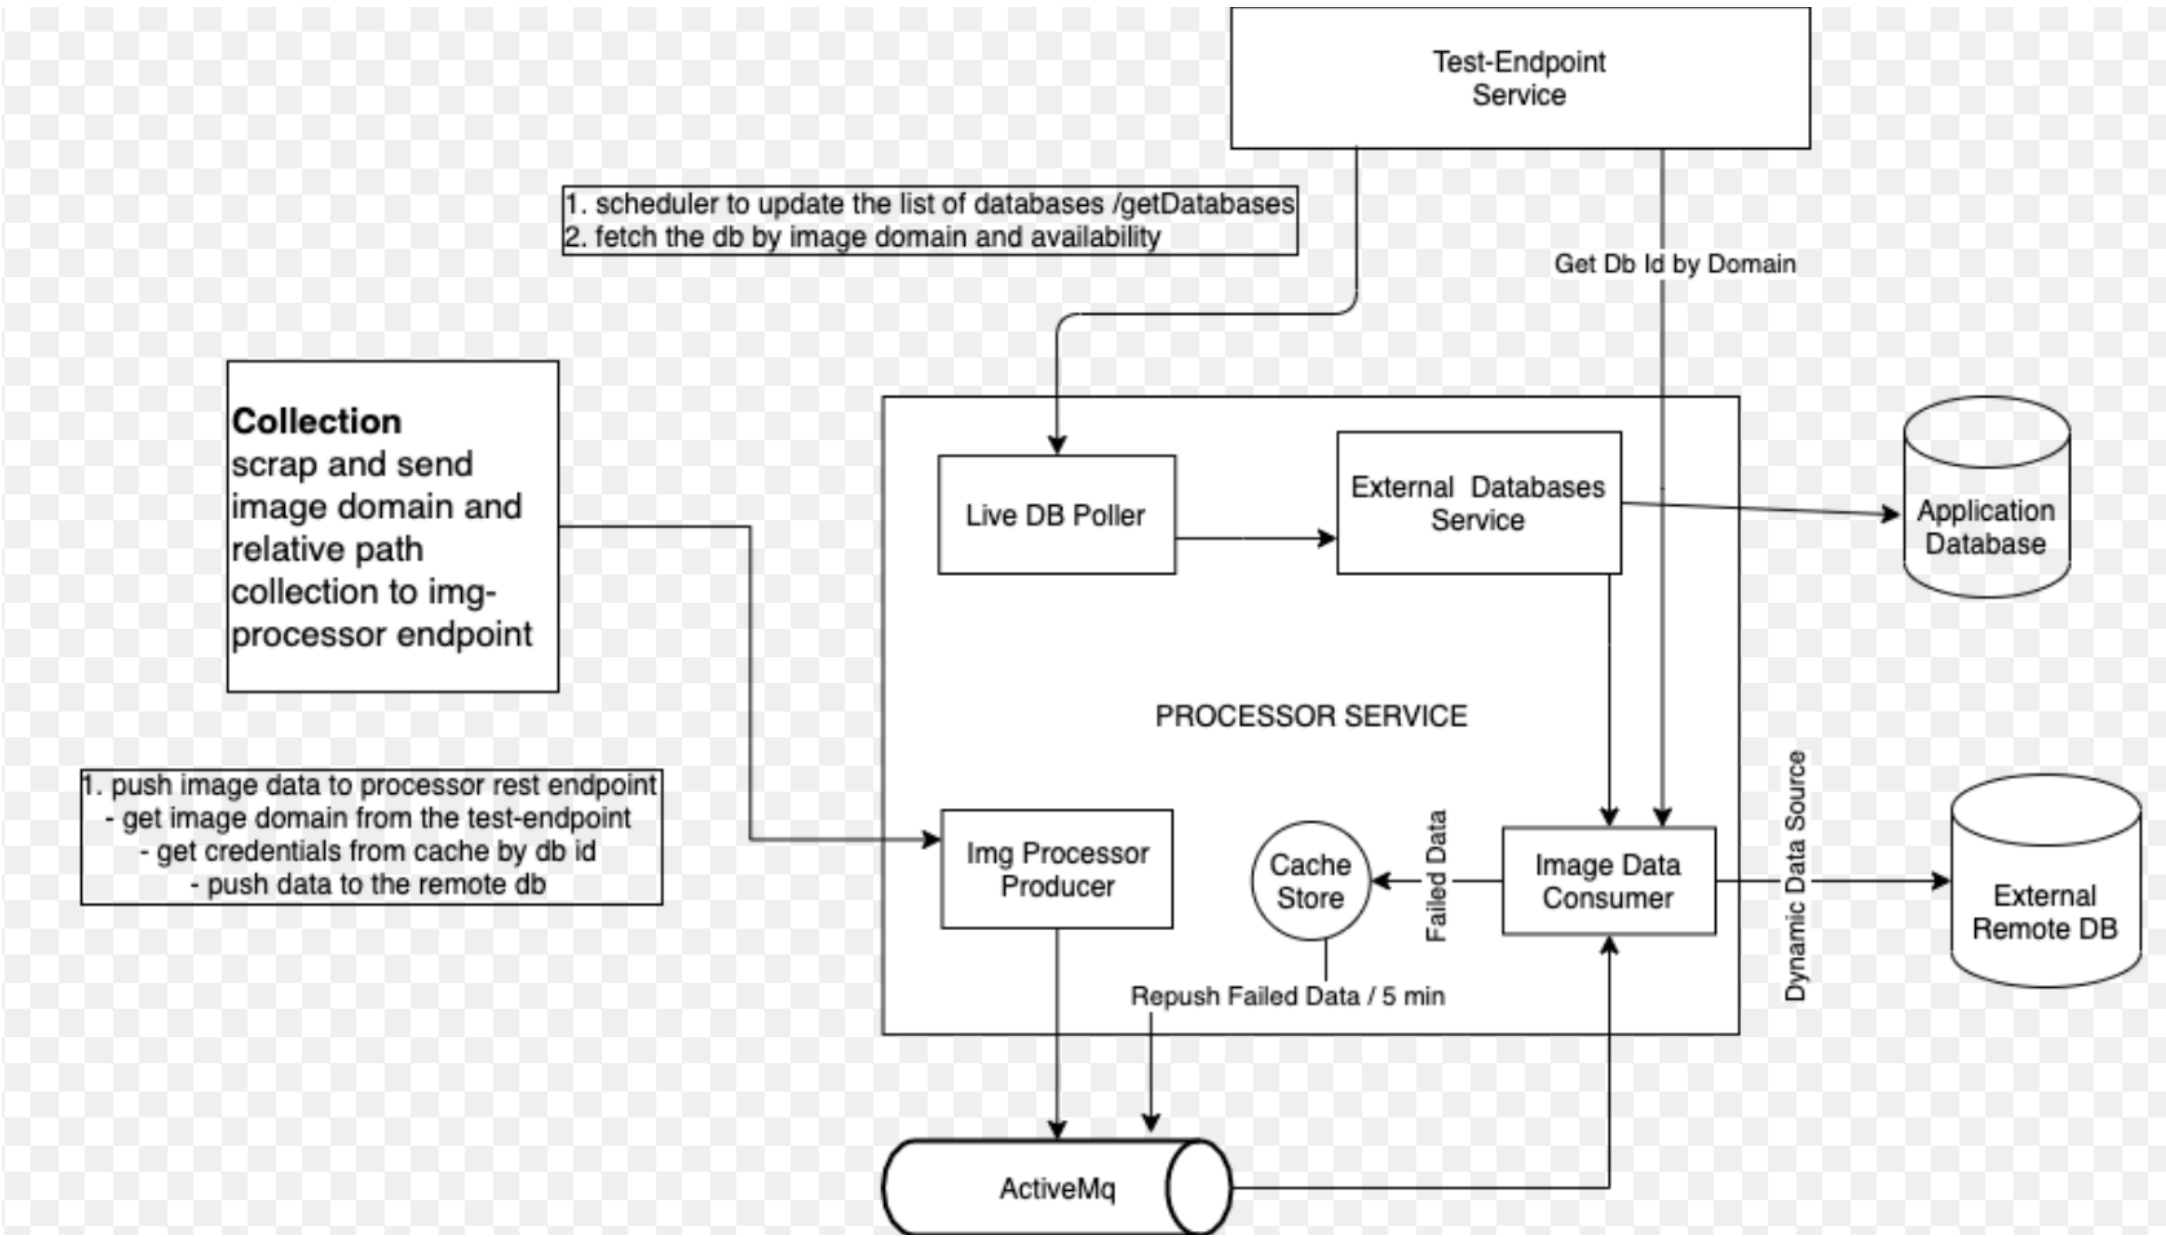 Test-Endpoint
Service
1. scheduler to update the list of databases /getDatabases
2. fetch the db by image domain and availability
Get Db Id by Domain
Collection
scrap and send
image domain and
relative path
collection to img-
processor endpoint
Live DB Poller
External Databases
Service
Application
Database
PROCESSOR SERVICE
1. push image data to processor rest endpoint
- get image domain from the test-endpoint
- get credentials from cache by db id
- push data to the remote db
Img Processor
Producer
Cache
Store
Failed Data
Image Data
Consumer
Dynamic Data Source
External
Remote DB
Repush Failed Data / 5 min
ActiveMq